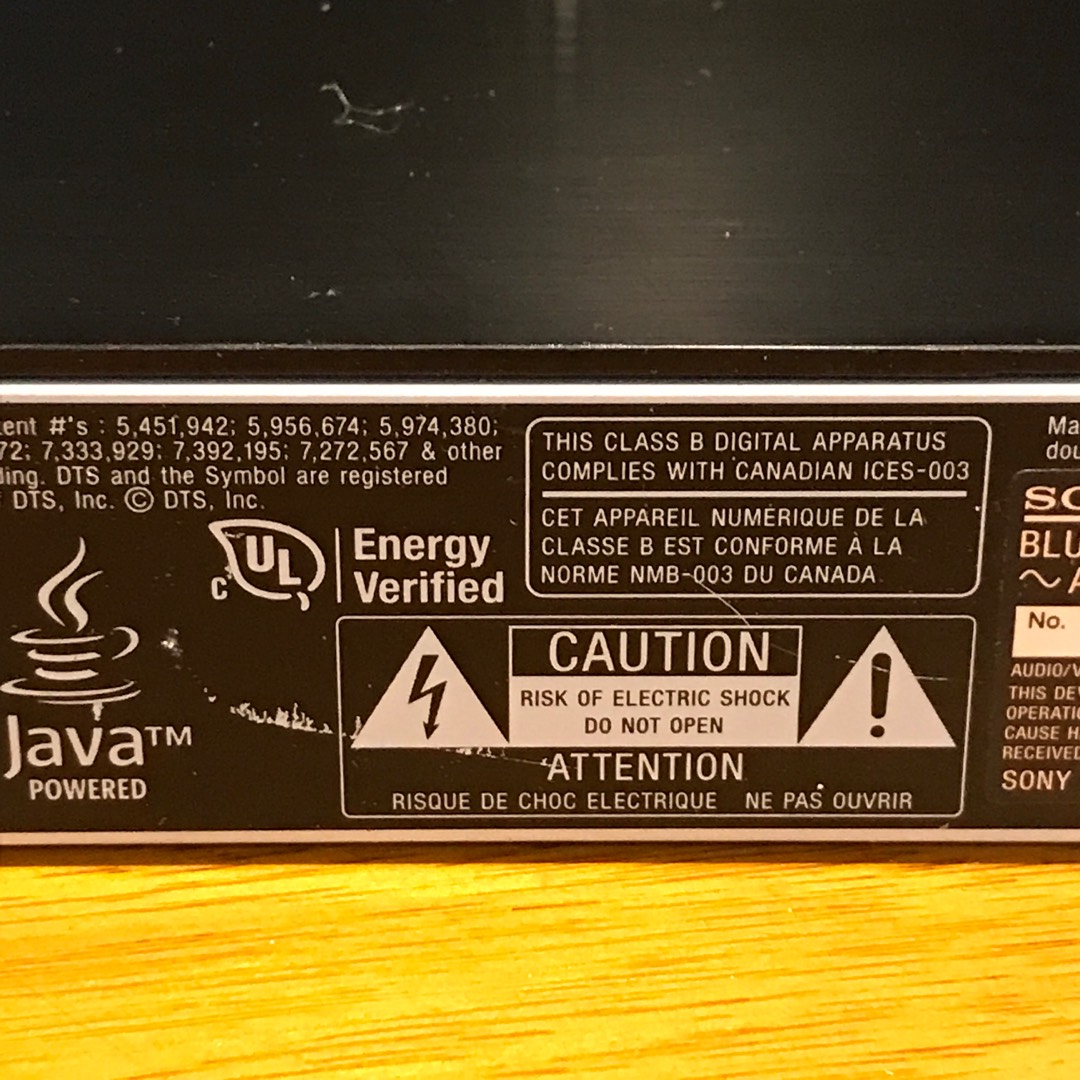 #'s : 5,451,942; 5,956,674; 5,974,380;
7,333,929; 7,392,195; 7,272,567 & other
DTS and the Symbol are registered
DTS, Inc. © DTS, Inc.
C UL Energy
Verified
Java™
POWERED
THIS CLASS B DIGITAL APPARATUS
COMPLIES WITH CANADIAN ICES-003
CET APPAREIL NUMÉRIQUE DE LA
CLASSE B EST CONFORME À LA
NORME NMB-003 DU CANADA
CAUTION
RISK OF ELECTRIC SHOCK
DO NOT OPEN
ATTENTION
RISQUE DE CHOC ELECTRIQUE NE PAS OUVRIR
No.
THIS
CAUSE
RECEIVED
SONY